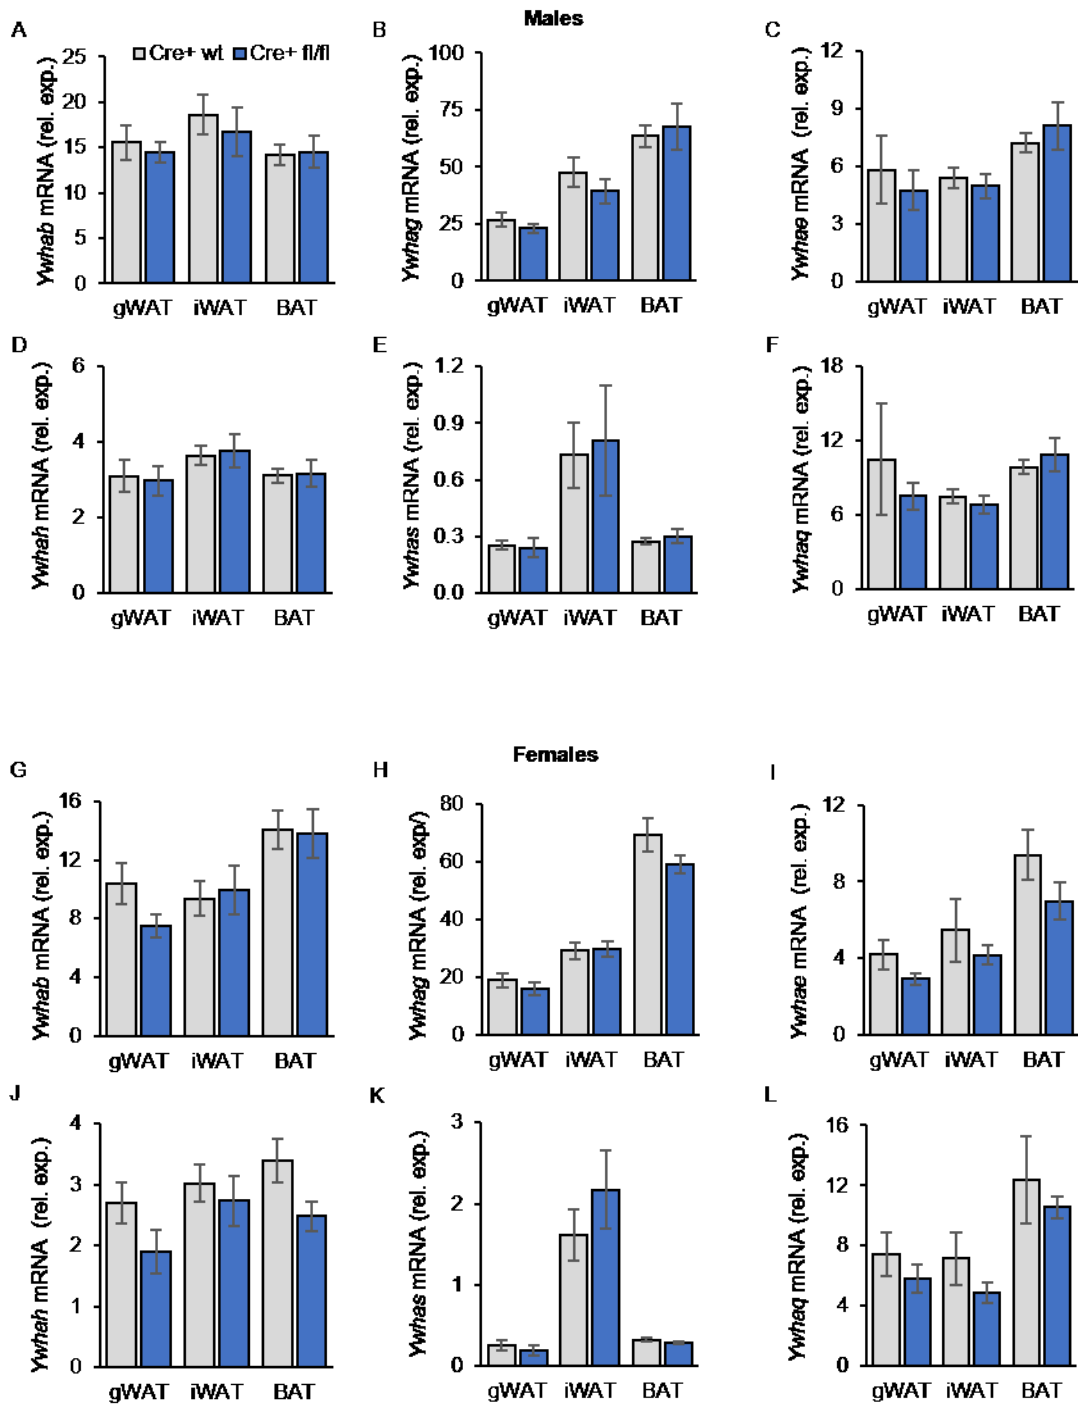 Males
A
B
C
Cre+ wt Cre+ fl/fl
Ywhab mRNA (rel. exp.)
25
20
15
10
5
0
gWAT iWAT BAT
Ywhag mRNA (rel. exp.)
100
75
50
25
0
gWAT iWAT BAT
Ywhae mRNA (rel. exp.)
12
9
6
3
0
gWAT iWAT BAT
D
Ywhah mRNA (rel. exp.)
6
4
2
0
gWAT iWAT BAT
E
Ywhas mRNA (rel. exp.)
1.2
0.9
0.6
0.3
0.0
gWAT iWAT BAT
F
Ywhaq mRNA (rel. exp.)
18
12
6
0
gWAT iWAT BAT
Females
G
Ywhab mRNA (rel. exp.)
16
12
8
4
0
gWAT iWAT BAT
H
Ywhag mRNA (rel. exp/)
80
60
40
20
0
gWAT iWAT BAT
I
Ywhae mRNA (rel. exp.)
12
8
4
0
gWAT iWAT BAT
J
Ywhah mRNA (rel. exp.)
4
3
2
1
0
gWAT iWAT BAT
K
Ywhas mRNA (rel. exp.)
3
2
1
0
gWAT iWAT BAT
L
Ywhaq mRNA (rel. exp.)
16
12
8
4
0
gWAT iWAT BAT